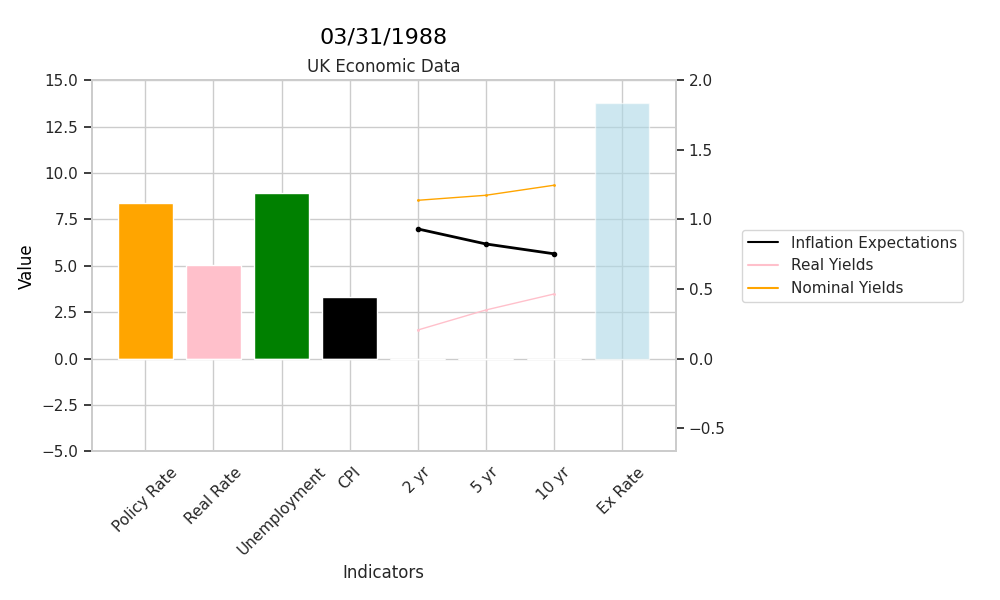 03/31/1988
UK Economic Data
15.0
12.5
10.0
7.5
5.0
2.5
0.0
−2.5
−5.0
Value
2.0
1.5
1.0
0.5
0.0
−0.5
Policy Rate
Real Rate
Unemployment
CPI
2 yr
5 yr
10 yr
Ex Rate
Indicators
Inflation Expectations
Real Yields
Nominal Yields